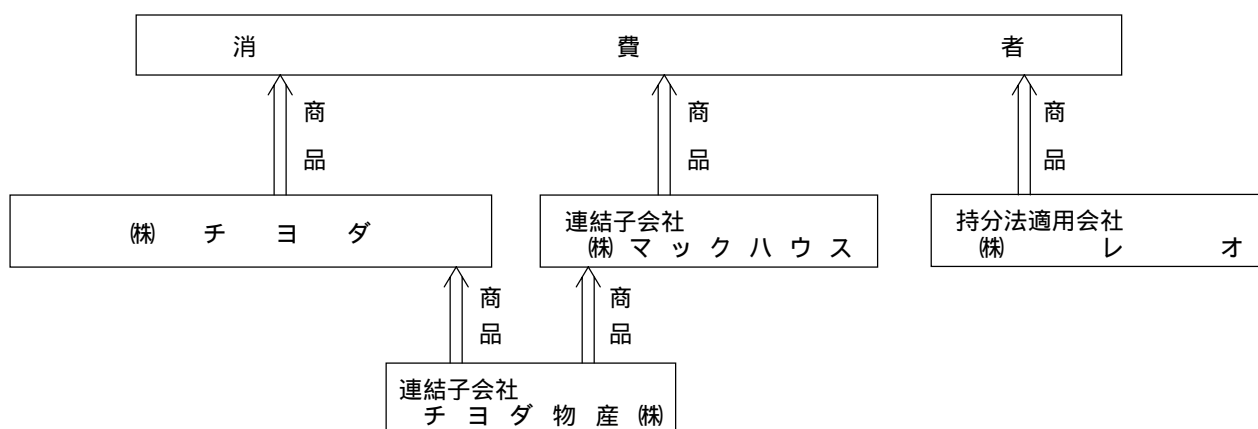 消費者
商品
商品
商品
㈱チヨダ
連結子会社
㈱マックハウス
持分法適用会社
㈱レオ
商品
商品
連結子会社
チヨダ物産㈱